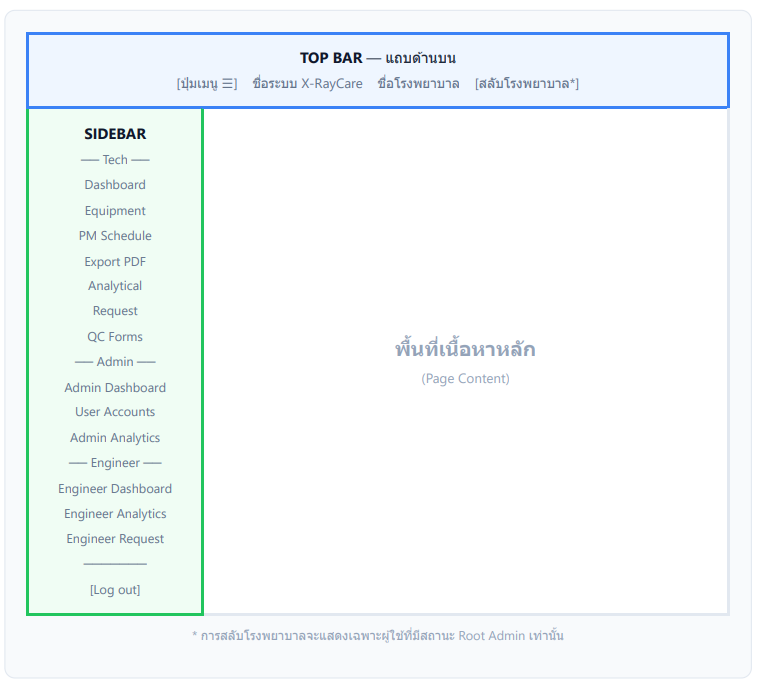 TOP BAR — แถบด้านบน
[ปุ่มเมนู ☰] ชื่อระบบ X-RayCare ชื่อโรงพยาบาล [สลับโรงพยาบาล*]
SIDEBAR
── Tech ──
Dashboard
Equipment
PM Schedule
Export PDF
Analytical
Request
QC Forms
── Admin ──
Admin Dashboard
User Accounts
Admin Analytics
── Engineer ──
Engineer Dashboard
Engineer Analytics
Engineer Request
───────
[Log out]
พื้นที่เนื้อหาหลัก
(Page Content)
* การสลับโรงพยาบาลจะแสดงเฉพาะผู้ใช้ที่มีสถานะ Root Admin เท่านั้น